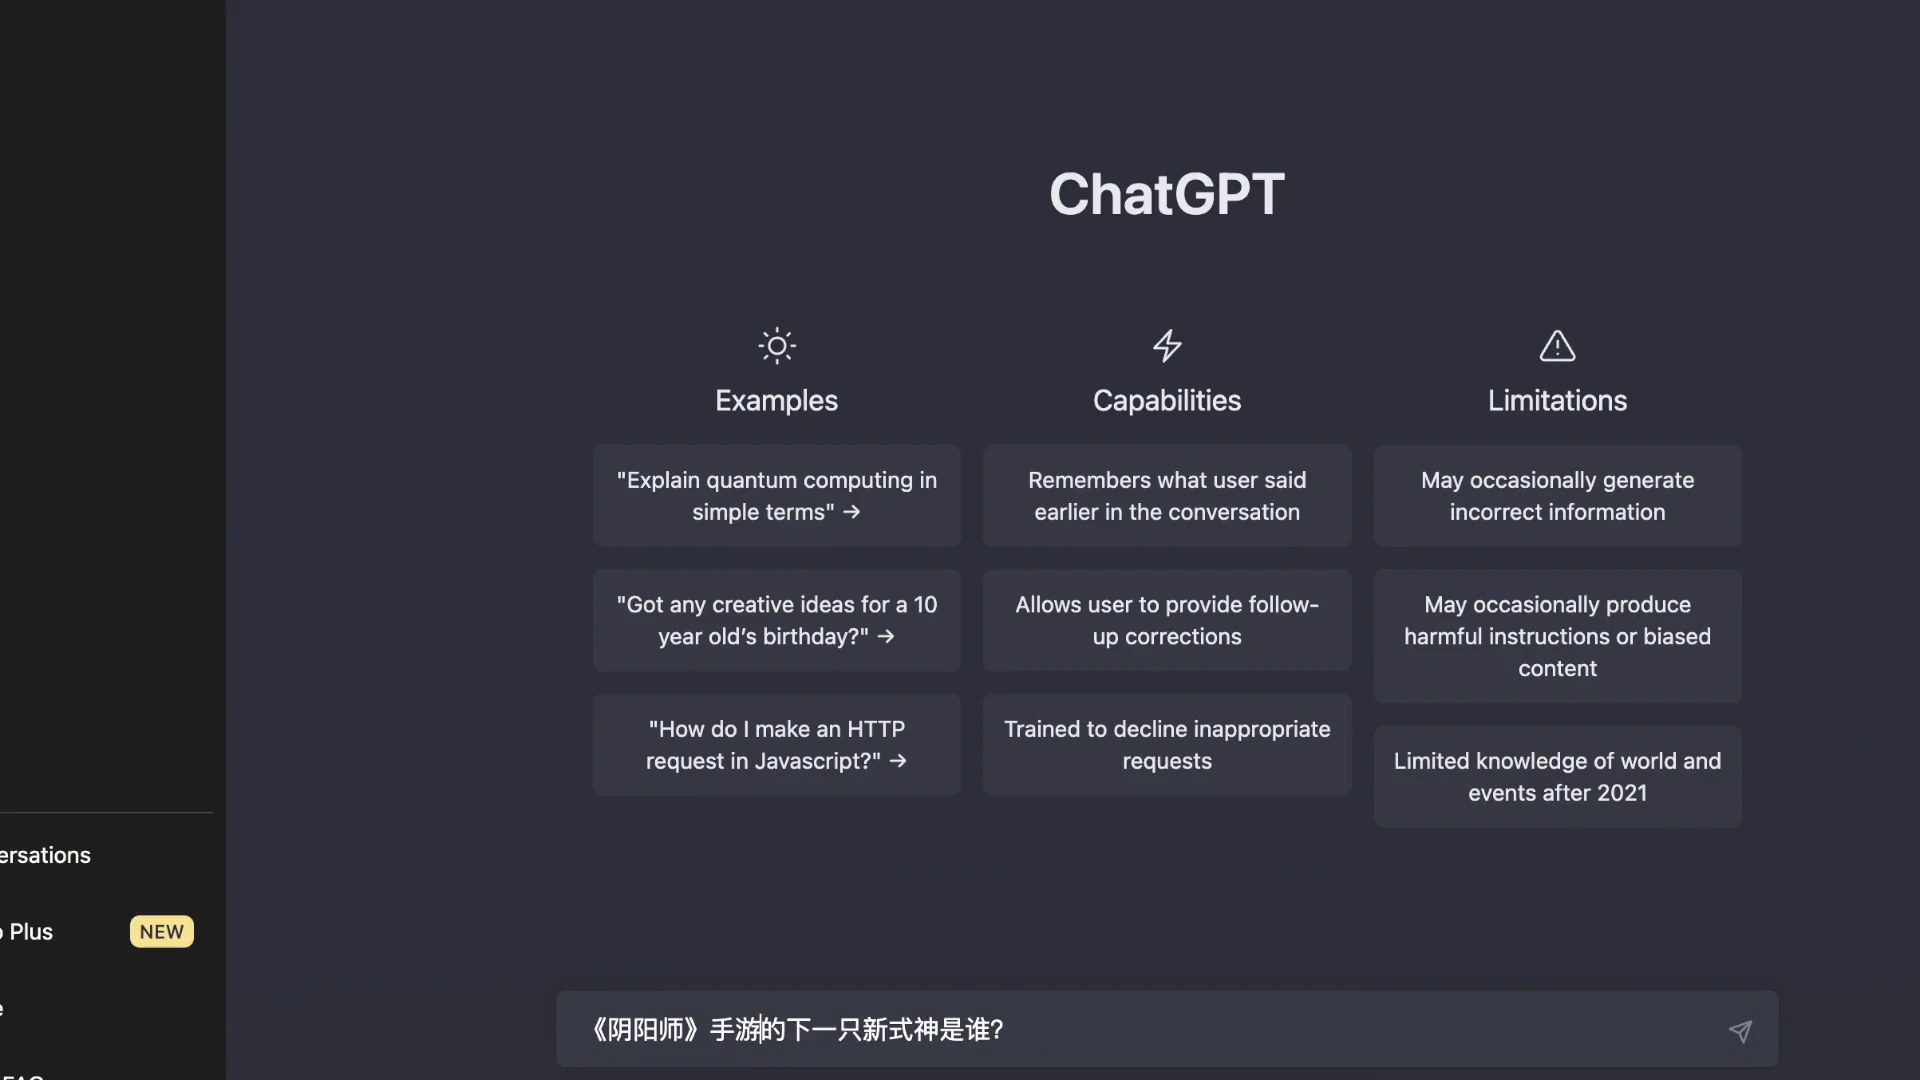 ChatGPT
Examples
"Explain quantum computing in
simple terms" →
"Got any creative ideas for a 10
year old's birthday?" →
"How do I make an HTTP
request in Javascript?" →
Capabilities
Remembers what user said
earlier in the conversation
Allows user to provide follow-
up corrections
Trained to decline inappropriate
requests
Limitations
May occasionally generate
incorrect information
May occasionally produce
harmful instructions or biased
content
Limited knowledge of world and
events after 2021
ersations
Plus
NEW
《阴阳师》手游的下一只新式神是谁?